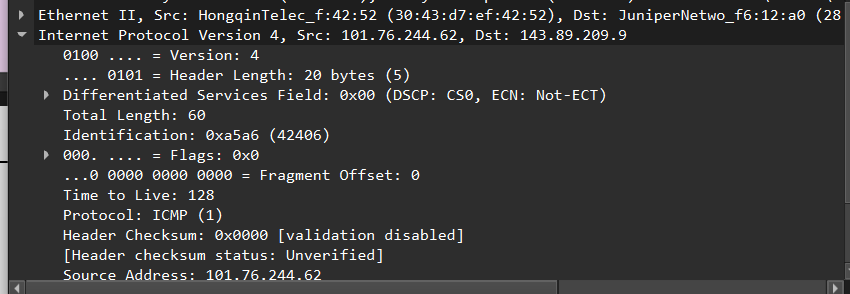 Ethernet II, Src: HongqinTelec_f:42:52 (30:43:d7:ef:42:52), Dst: JuniperNetwo_f6:12:a0 (28
Internet Protocol Version 4, Src: 101.76.244.62, Dst: 143.89.209.9
0100 .... = Version: 4
.... 0101 = Header Length: 20 bytes (5)
Differentiated Services Field: 0x00 (DSCP: CS0, ECN: Not-ECT)
Total Length: 60
Identification: 0xa5a6 (42406)
000. .... = Flags: 0x0
...0 0000 0000 0000 = Fragment Offset: 0
Time to Live: 128
Protocol: ICMP (1)
Header Checksum: 0x0000 [validation disabled]
[Header checksum status: Unverified]
Source Address: 101.76.244.62